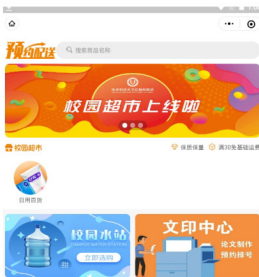 预约配送
搜索商品名称
校园超市上线啦
校园超市
保质保量
满30免基础运费
日用百货
校园水站
立即选购
文印中心
论文制作
预约挂号